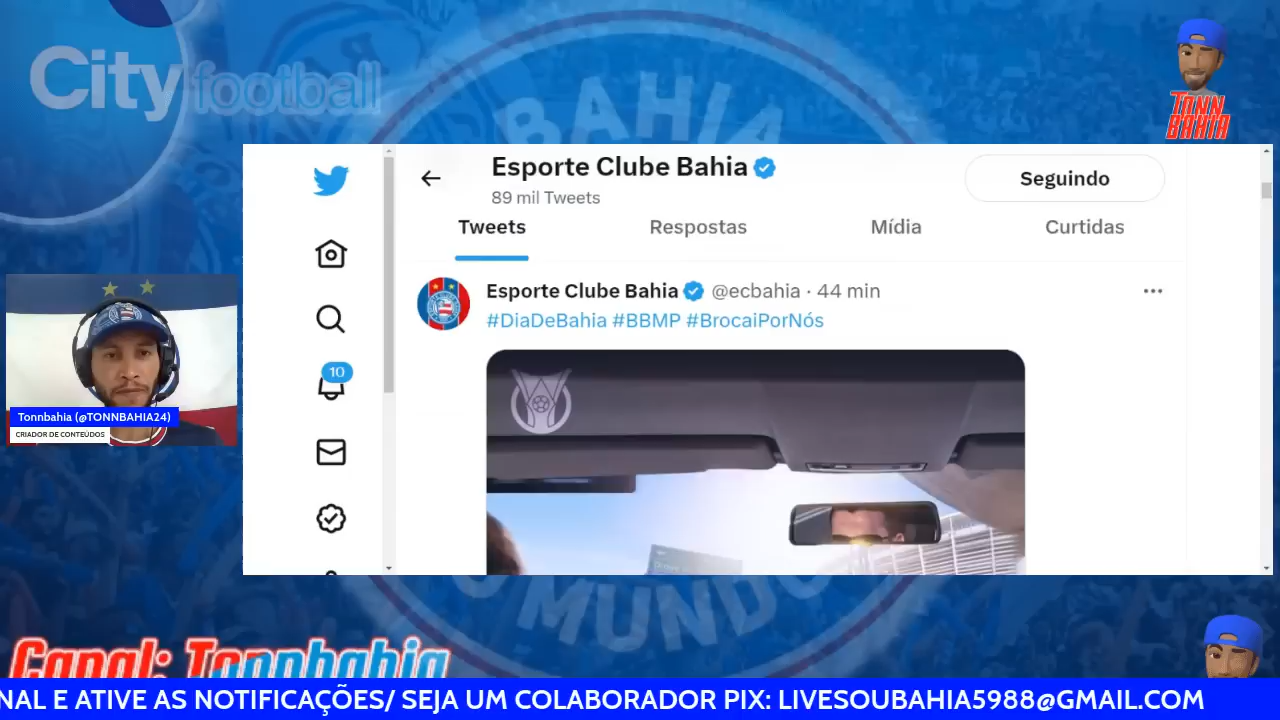 City football
TONN
BAHIA
BAHIA
O MUNDO
Esporte Clube Bahia
89 mil Tweets
Seguindo
Tweets
Respostas
Mídia
Curtidas
Esporte Clube Bahia @ecbahia · 44 min
#DiaDeBahia #BBMP #BrocaiPorNós
10
Tonnbahia (@TONNBAHIA24)
CRIADOR DE CONTEÚDOS
Canal: Tonnbahia
NAL E ATIVE AS NOTIFICAÇÕES/ SEJA UM COLABORADOR PIX: LIVESOUBAHIA5988@GMAIL.COM